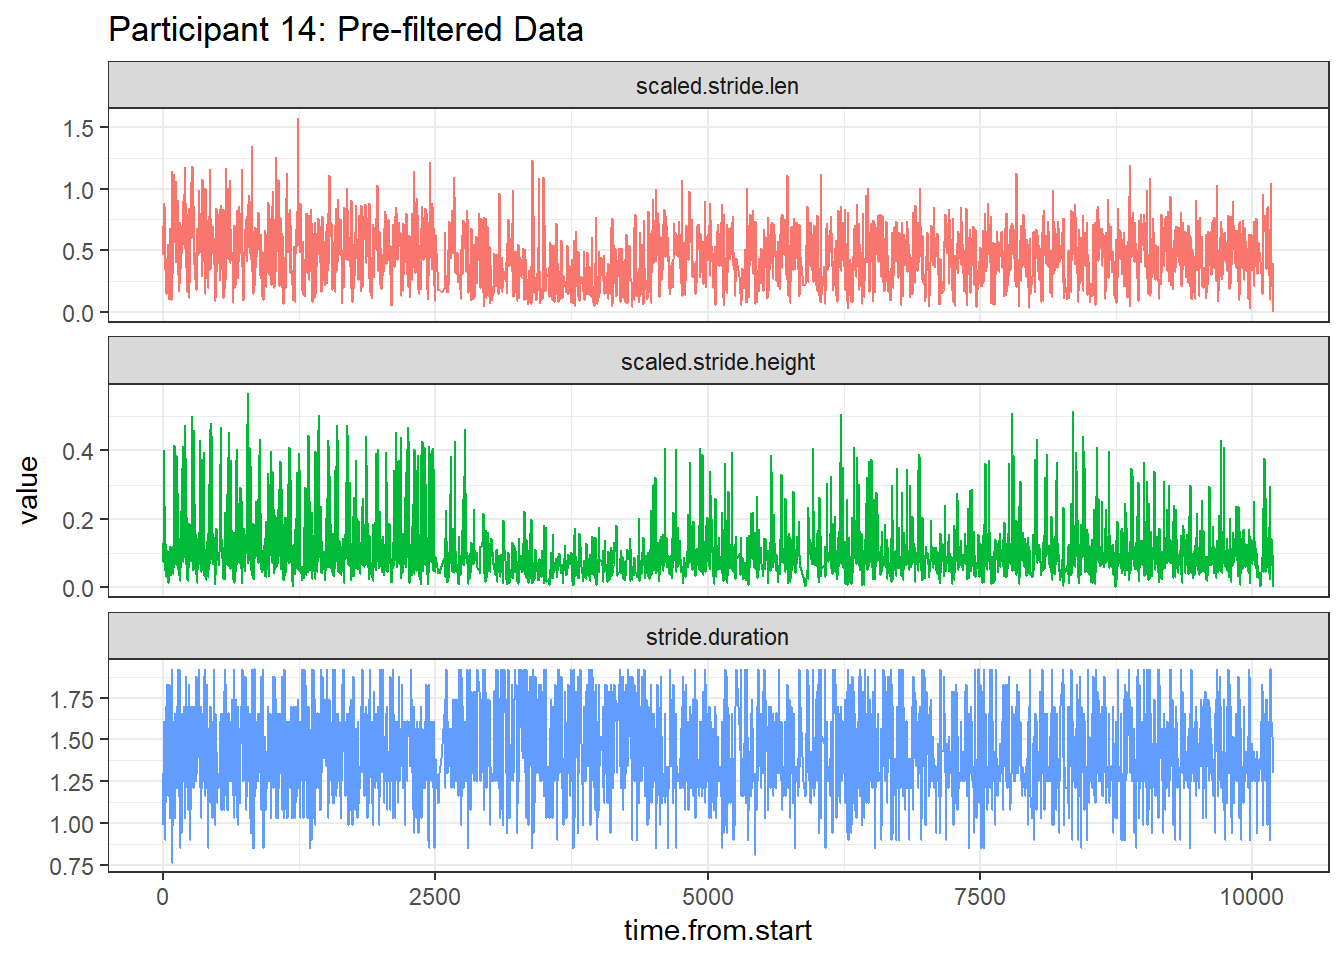 Participant 14: Pre-filtered Data
scaled.stride.len
1.5
1.0
0.5
0.0
scaled.stride.height
0.4
0.2
0.0
value
stride.duration
1.75
1.50
1.25
1.00
0.75
0 2500 5000 7500 10000
time.from.start